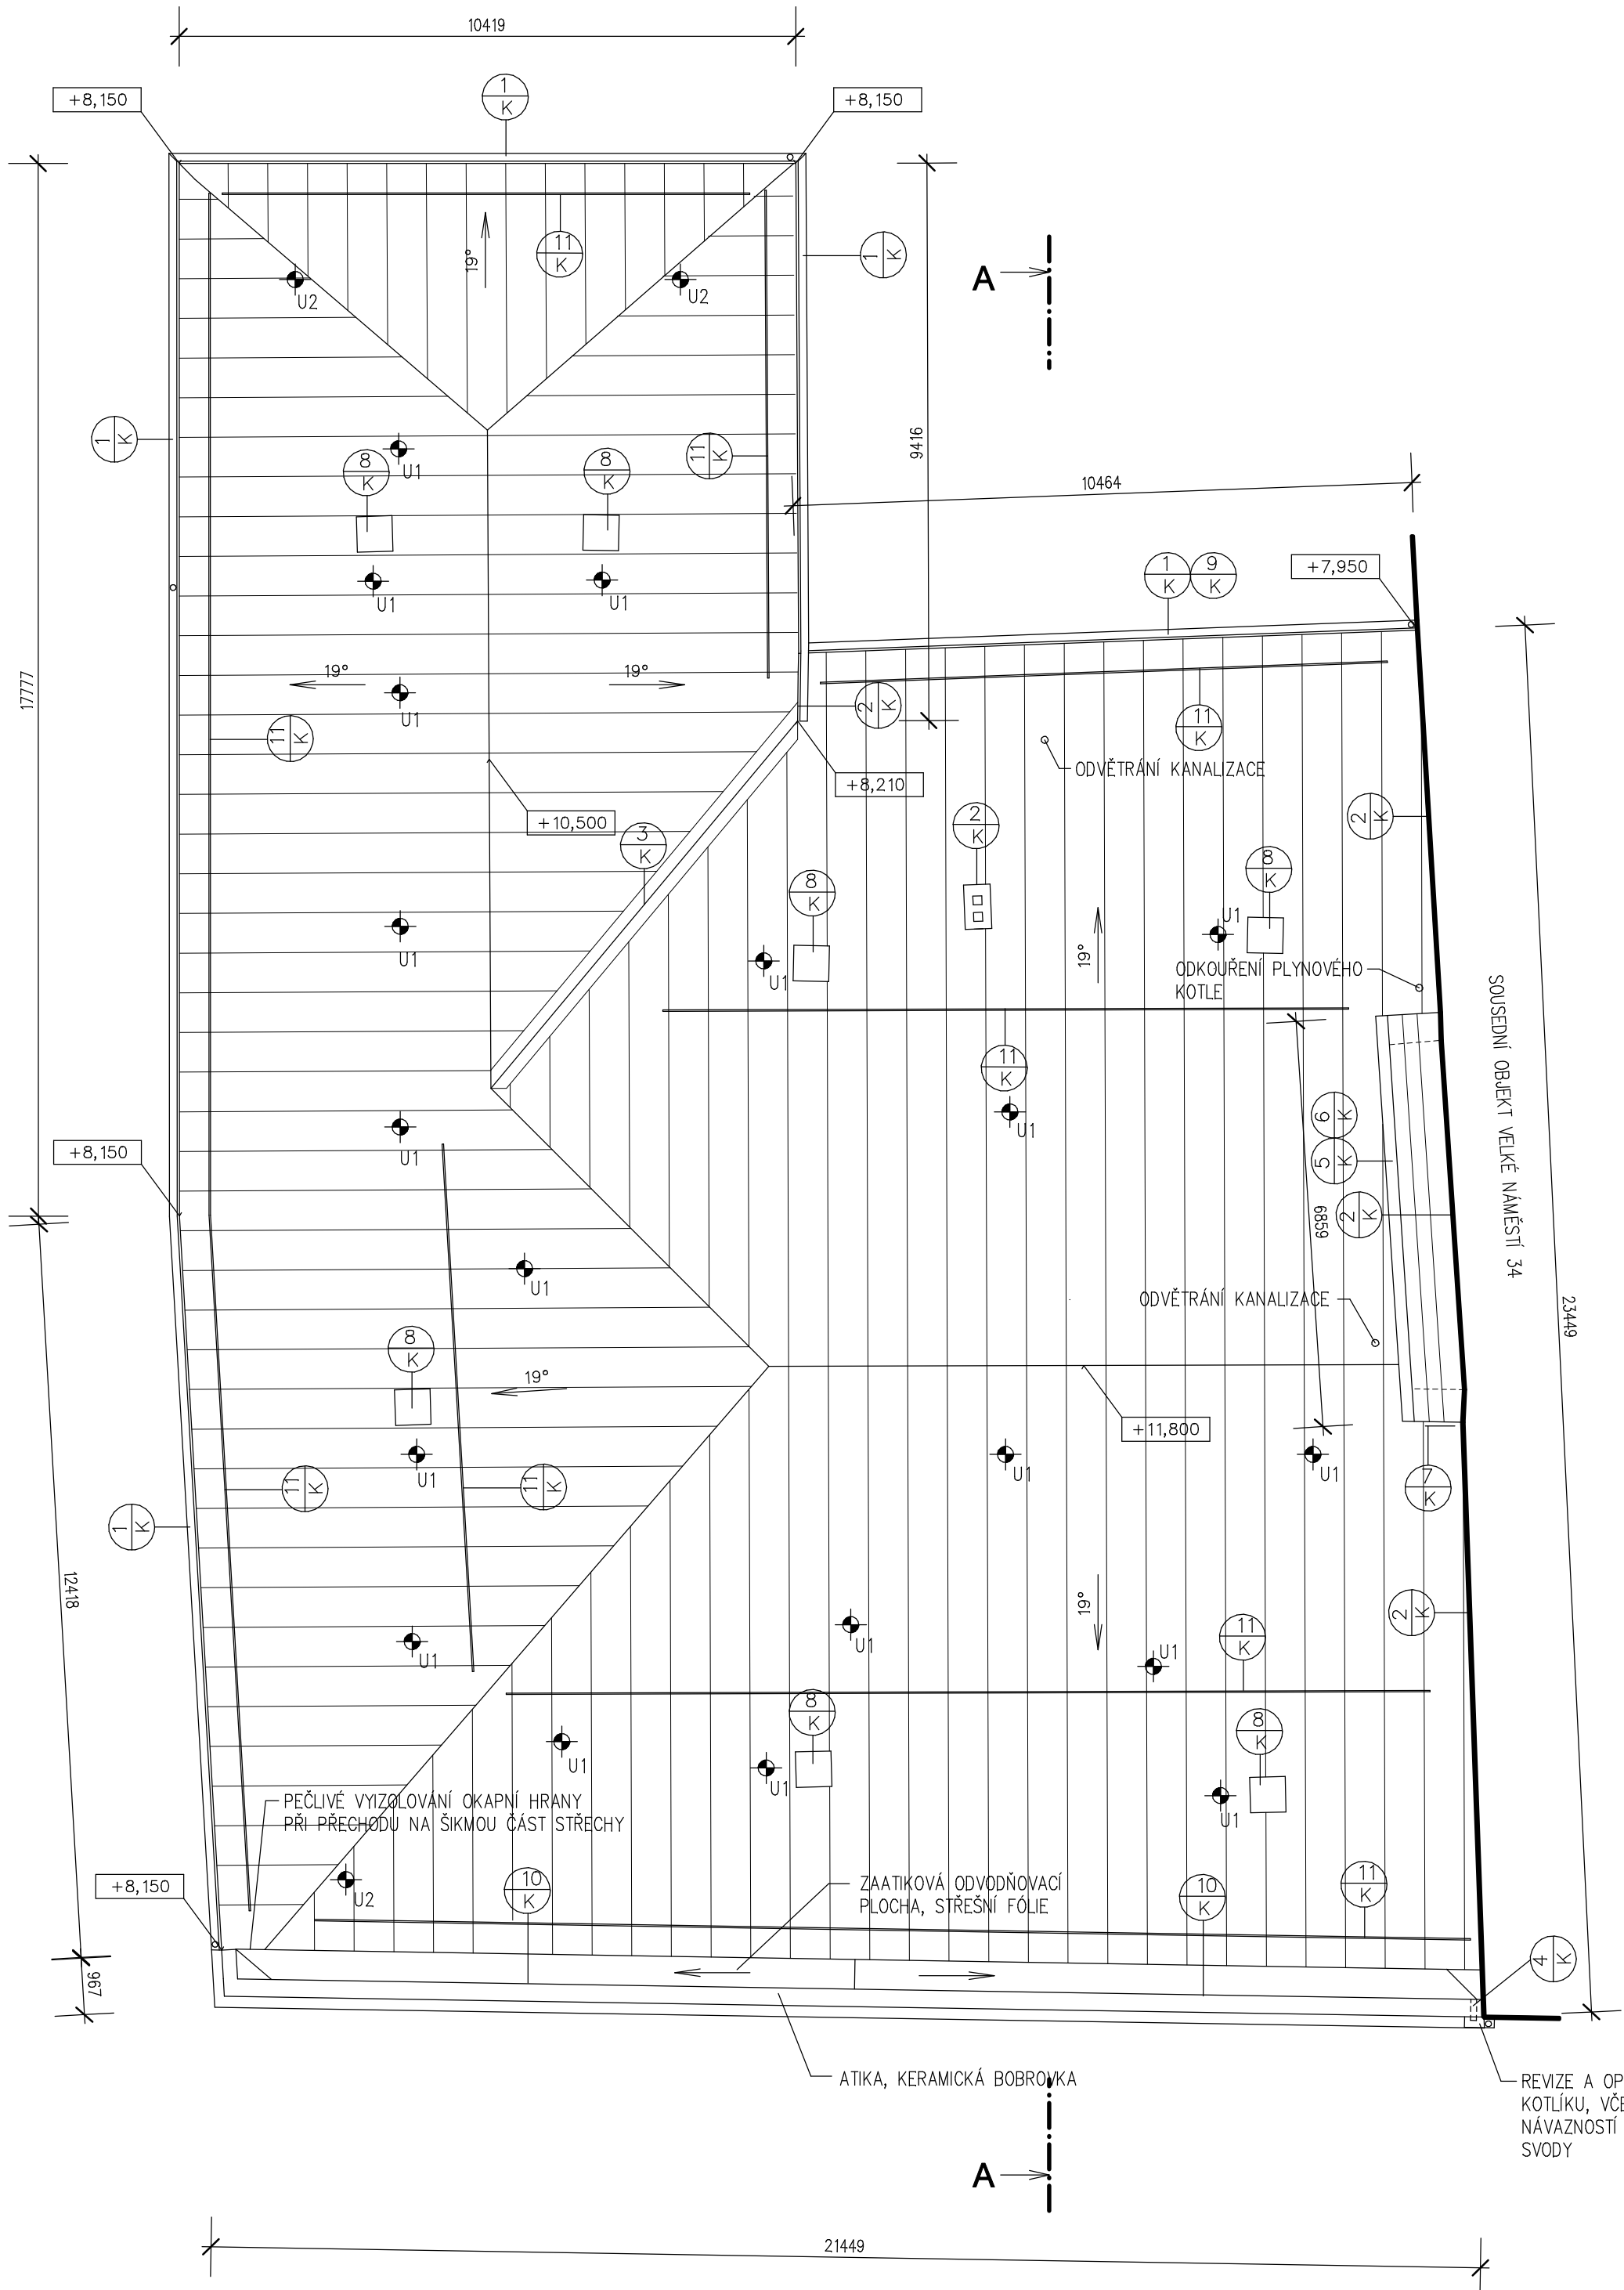 10419
+8,150
1
K
+8,150
11
K
19°
1
K
U2
U2
A
1
K
U1
8
K
8
K
11
K
9416
10464
1
K
9
K
+7,950
U1
U1
17777
19°
19°
U1
2
K
11
K
11
K
ODVĚTRÁNÍ KANALIZACE
+8,210
+10,500
3
K
2
K
2
K
8
K
8
K
U1
U1
U1
19°
ODKOUŘENÍ PLYNOVÉHO
KOTLE
SOUSEDNÍ OBJEKT VELKÉ NÁMĚSTÍ 34
11
K
U1
6
K
5
K
2
K
6859
+8,150
U1
U1
ODVĚTRÁNÍ KANALIZACE
23449
8
K
19°
+11,800
U1
U1
U1
11
K
11
K
7
K
1
K
12418
19°
2
K
U1
U1
U1
11
K
8
K
8
K
U1
U1
U1
PEČLIVÉ VYIZOLOVÁNÍ OKAPNÍ HRANY
PŘI PŘECHODU NA ŠIKMOU ČÁST STŘECHY
+8,150
U2
10
K
ZAATIKOVÁ ODVODŇOVACÍ
PLOCHA, STŘEŠNÍ FÓLIE
10
K
11
K
4
K
967
ATIKA, KERAMICKÁ BOBROVKA
REVIZE A OP
KOTLÍKU, VČE
NÁVAZNOSTÍ
SVODY
A
21449